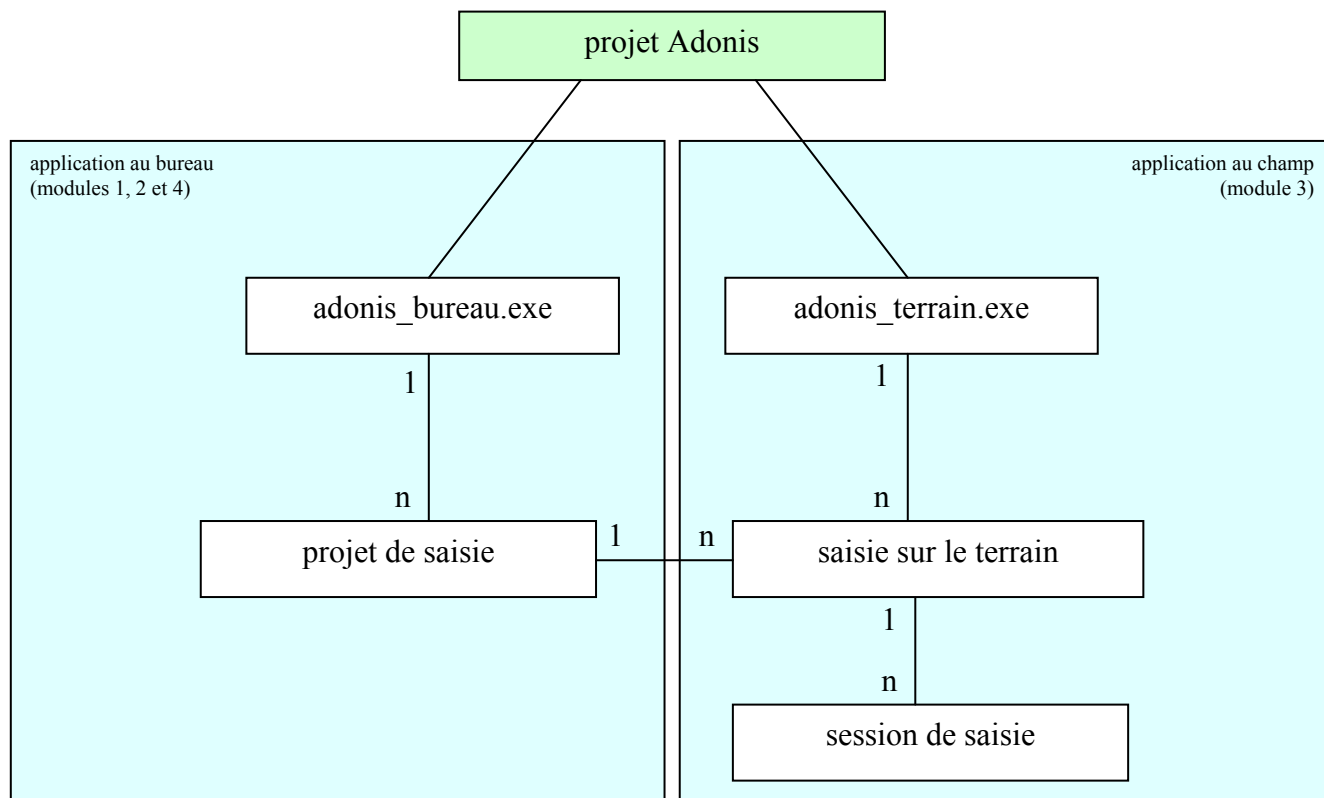 projet Adonis
application au bureau
(modules 1, 2 et 4)
application au champ
(module 3)
adonis_bureau.exe
adonis_terrain.exe
1
1
n
n
projet de saisie
1
n
saisie sur le terrain
1
n
session de saisie